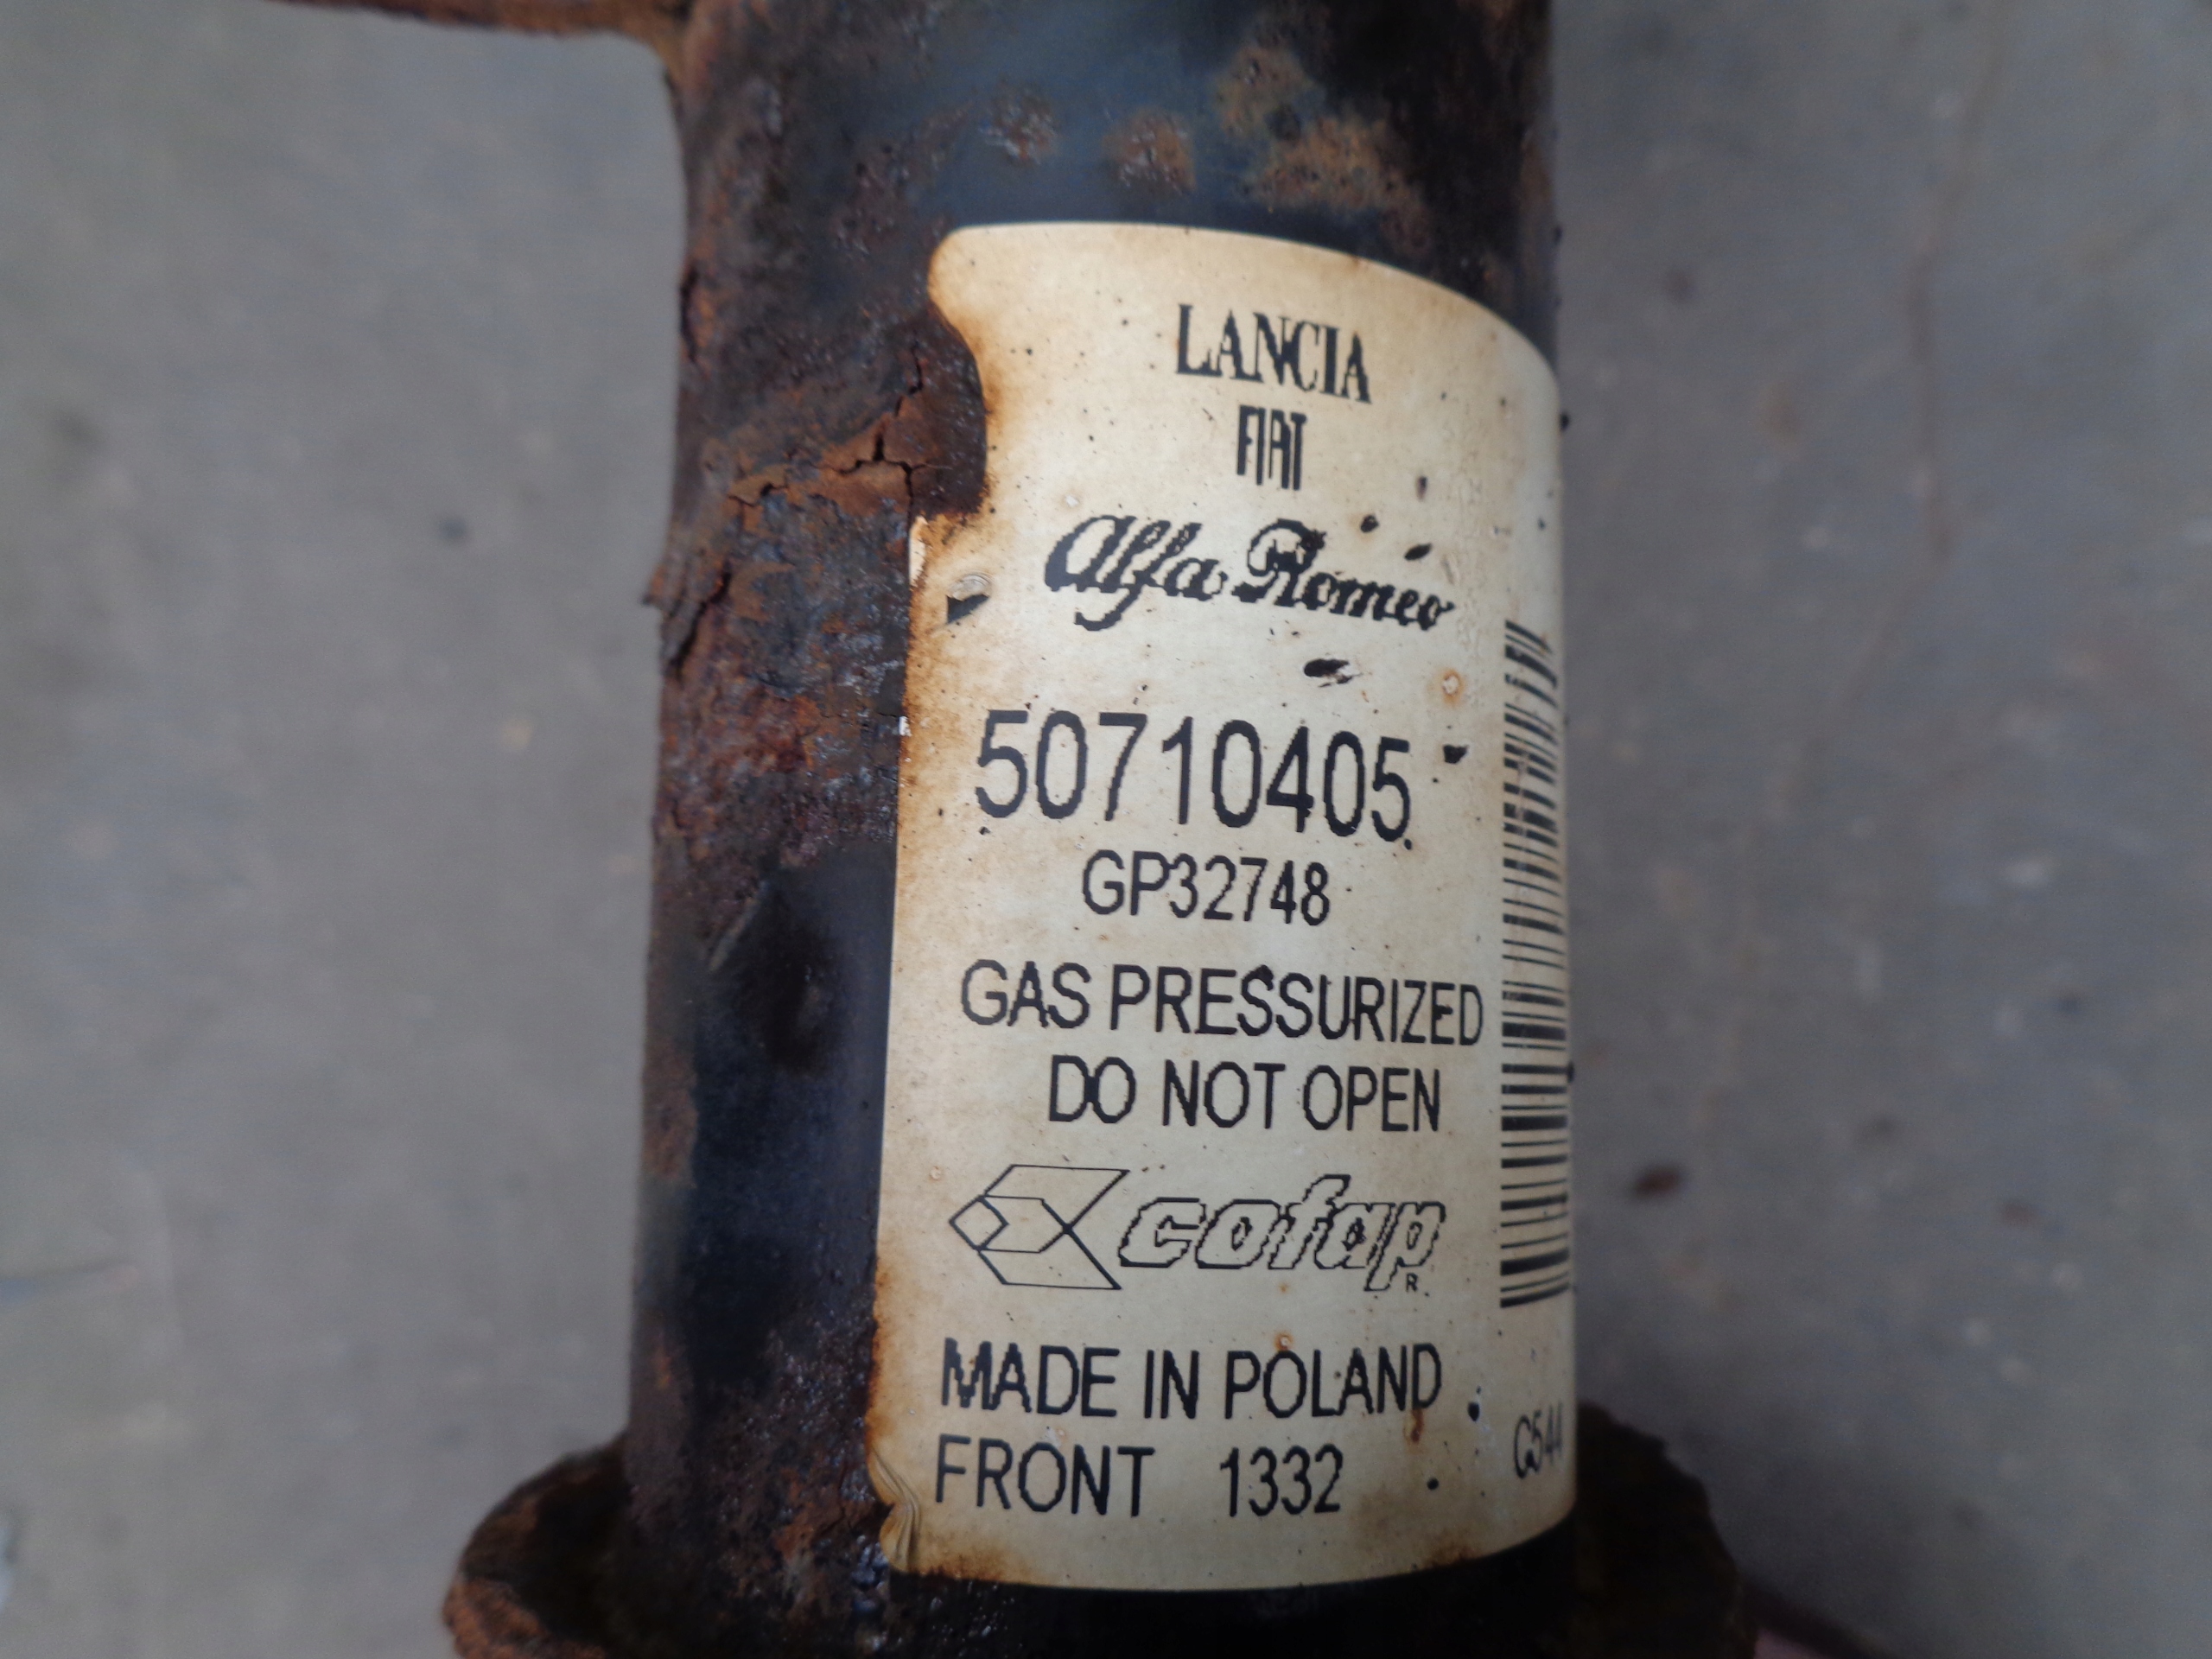 LANCIA
FIAT
Alfa Romeo
50710405
GP32748
GAS PRESSURIZED
DO NOT OPEN
cofap
R
MADE IN POLAND
FRONT 1332
C544